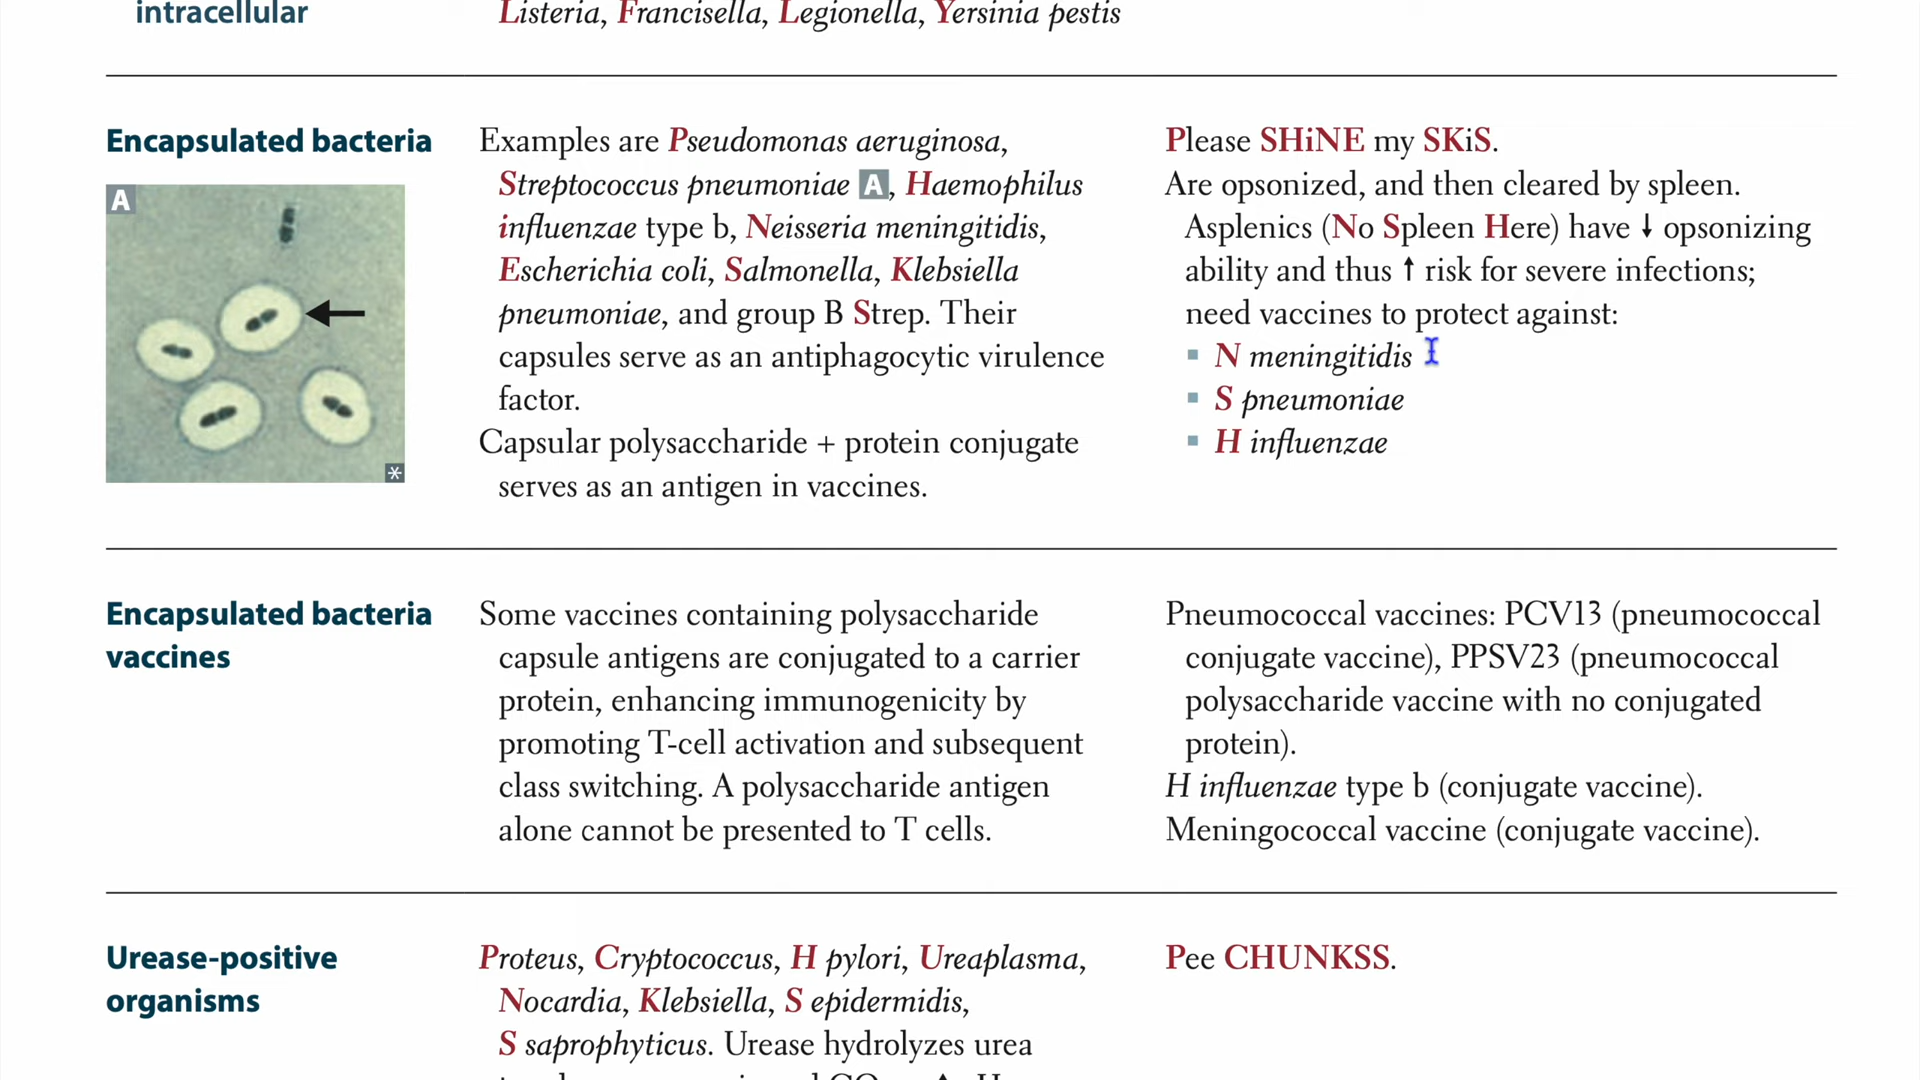 intracellular
Listeria, Francisella, Legionella, Yersinia pestis
Encapsulated bacteria
A
*
Examples are Pseudomonas aeruginosa,
Streptococcus pneumoniae A, Haemophilus
influenzae type b, Neisseria meningitidis,
Escherichia coli, Salmonella, Klebsiella
pneumoniae, and group B Strep. Their
capsules serve as an antiphagocytic virulence
factor.
Capsular polysaccharide + protein conjugate
serves as an antigen in vaccines.
Please SHiNE my SKiS.
Are opsonized, and then cleared by spleen.
Asplenics (No Spleen Here) have ↓ opsonizing
ability and thus ↑ risk for severe infections;
need vaccines to protect against:
▪ N meningitidis
▪ S pneumoniae
▪ H influenzae
Encapsulated bacteria
vaccines
Some vaccines containing polysaccharide
capsule antigens are conjugated to a carrier
protein, enhancing immunogenicity by
promoting T-cell activation and subsequent
class switching. A polysaccharide antigen
alone cannot be presented to T cells.
Pneumococcal vaccines: PCV13 (pneumococcal
conjugate vaccine), PPSV23 (pneumococcal
polysaccharide vaccine with no conjugated
protein).
H influenzae type b (conjugate vaccine).
Meningococcal vaccine (conjugate vaccine).
Urease-positive
organisms
Proteus, Cryptococcus, H pylori, Ureaplasma,
Nocardia, Klebsiella, S epidermidis,
S saprophyticus. Urease hydrolyzes urea
Pee CHUNKSS.